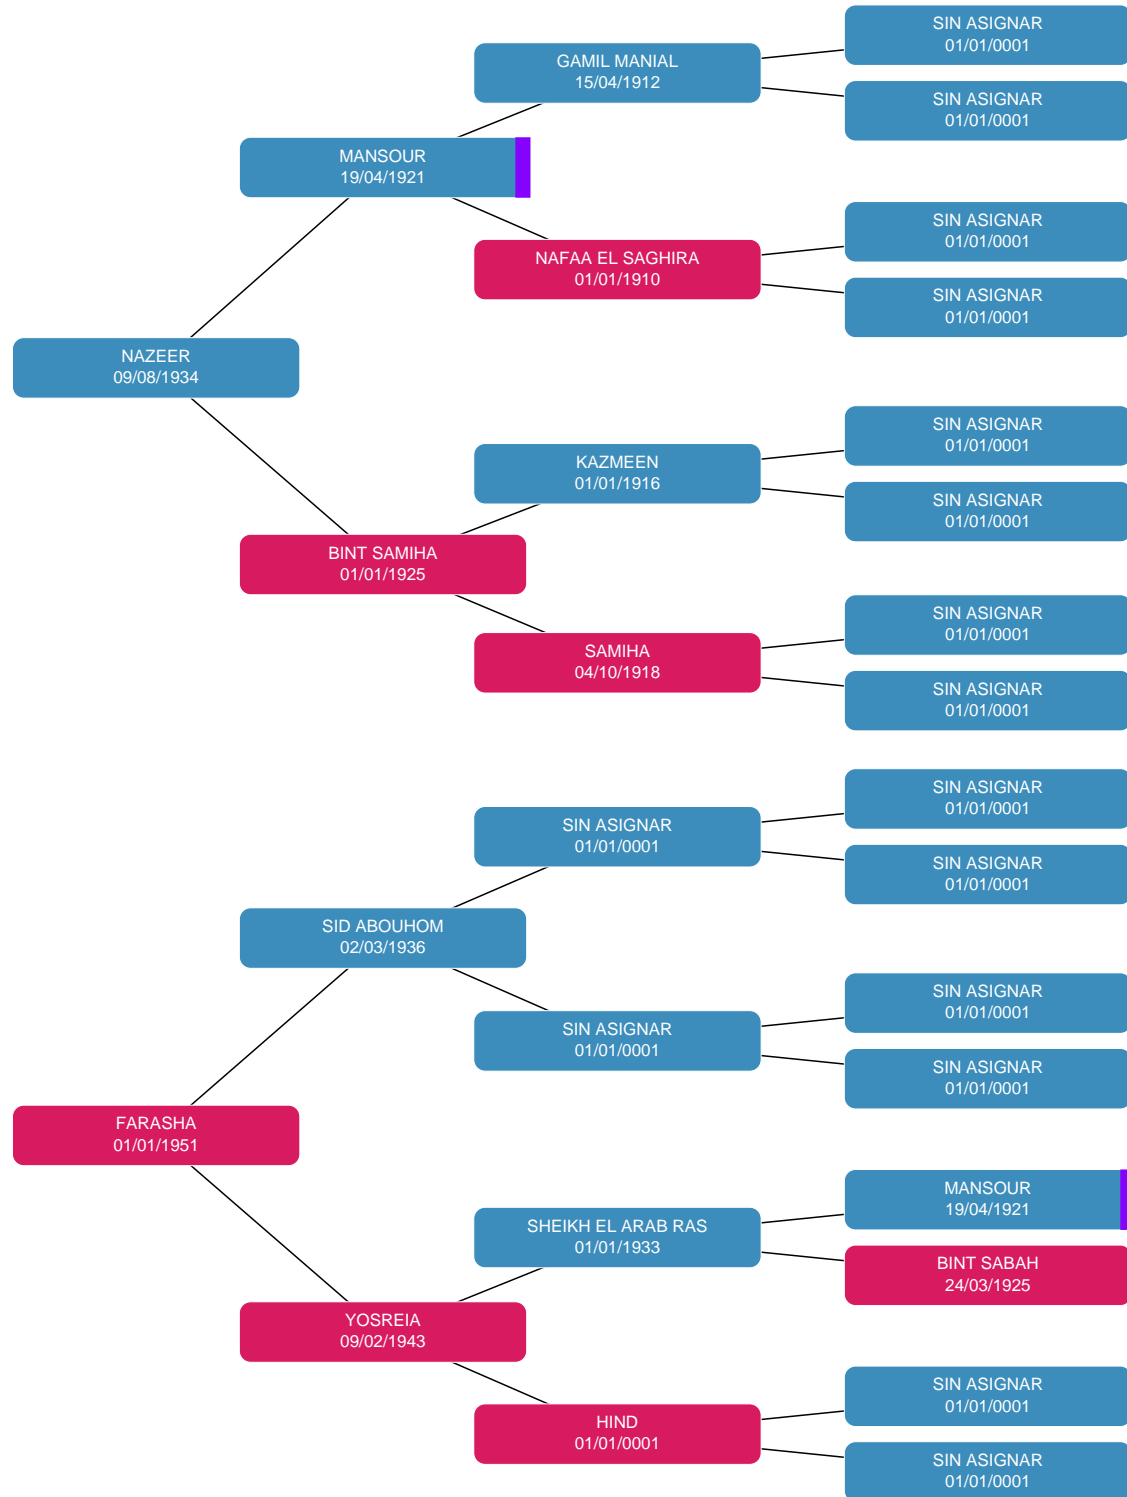 SIN ASIGNAR
01/01/0001
GAMIL MANIAL
15/04/1912
SIN ASIGNAR
01/01/0001
MANSOUR
19/04/1921
SIN ASIGNAR
01/01/0001
NAFAA EL SAGHIRA
01/01/1910
SIN ASIGNAR
01/01/0001
NAZEER
09/08/1934
SIN ASIGNAR
01/01/0001
KAZMEEN
01/01/1916
SIN ASIGNAR
01/01/0001
BINT SAMIHA
01/01/1925
SIN ASIGNAR
01/01/0001
SAMIHA
04/10/1918
SIN ASIGNAR
01/01/0001
SIN ASIGNAR
01/01/0001
SIN ASIGNAR
01/01/0001
SIN ASIGNAR
01/01/0001
SID ABOUHOM
02/03/1936
SIN ASIGNAR
01/01/0001
SIN ASIGNAR
01/01/0001
SIN ASIGNAR
01/01/0001
FARASHA
01/01/1951
MANSOUR
19/04/1921
SHEIKH EL ARAB RAS
01/01/1933
BINT SABAH
24/03/1925
YOSREIA
09/02/1943
SIN ASIGNAR
01/01/0001
HIND
01/01/0001
SIN ASIGNAR
01/01/0001